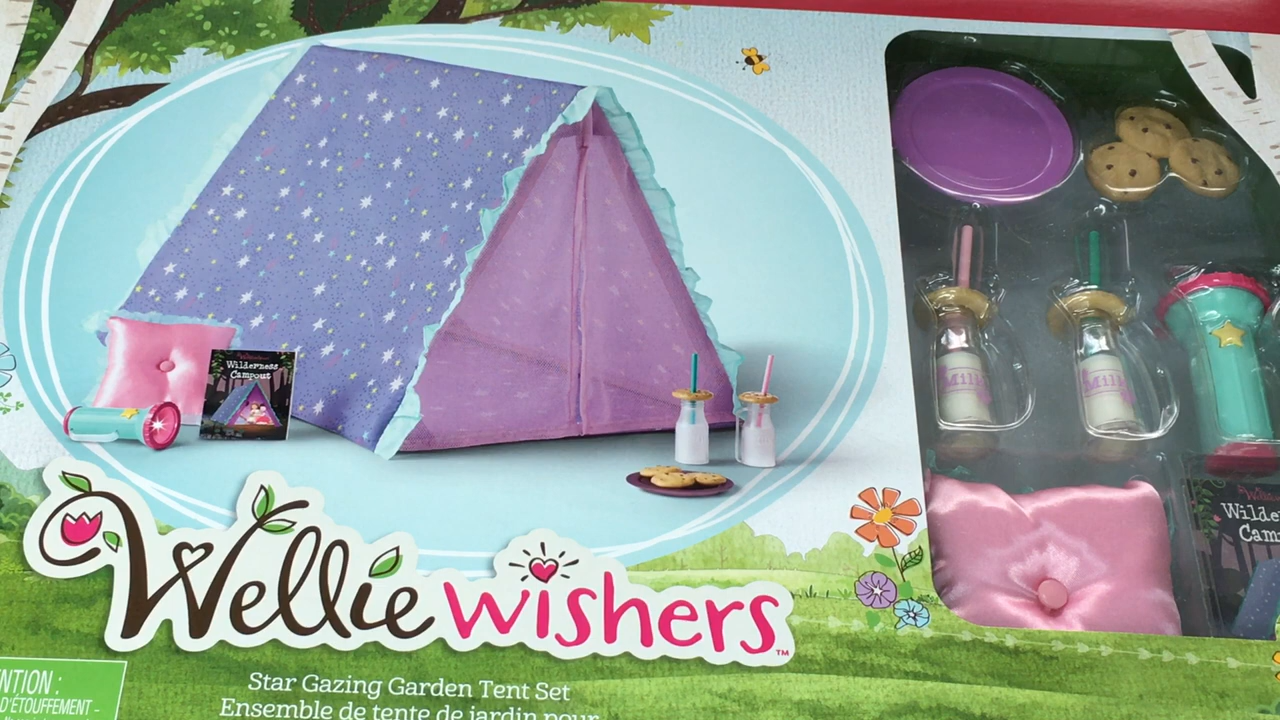 Wilderness
Campout
Milk
Milk
Wilde
Cam
Wellie wishers™
Star Gazing Garden Tent Set
Ensemble de tente de jardin pour
NTION :
D'ÉTOUFFEMENT -